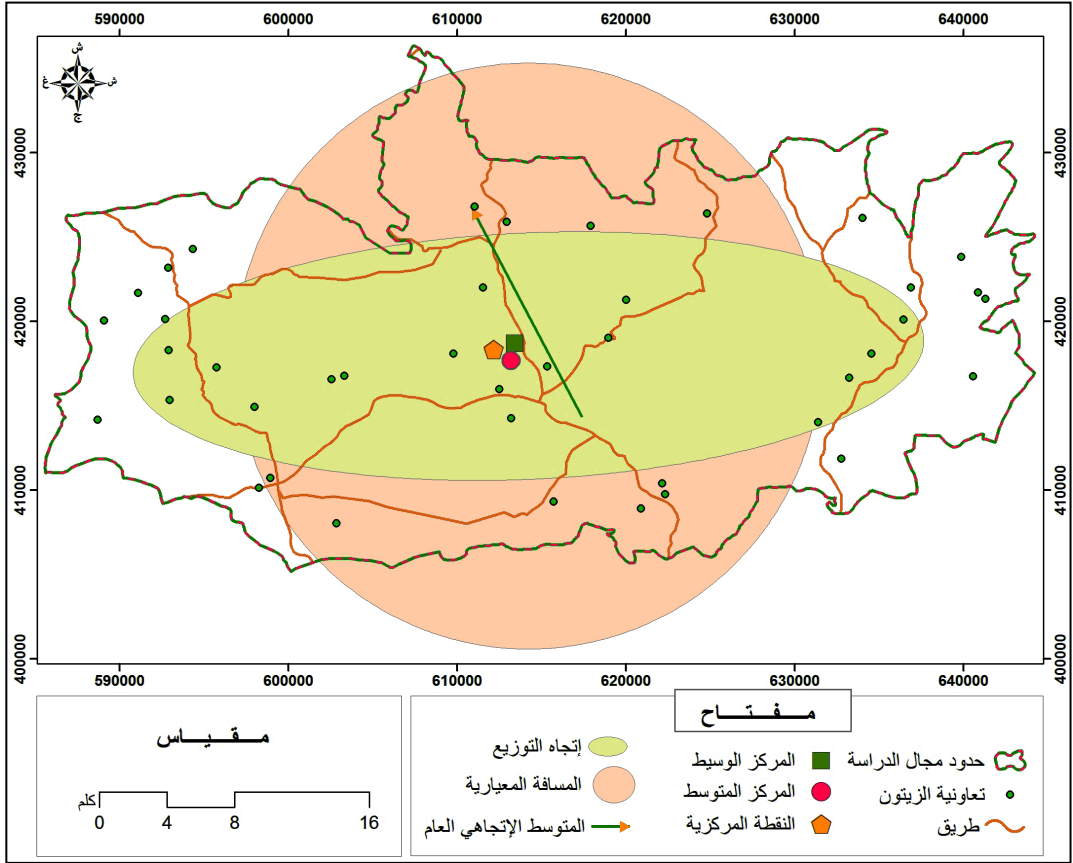 590000 600000 610000 620000 630000 640000
ش
غ ش
ج
430000 430000
420000 420000
410000 410000
400000 400000
590000 600000 610000 620000 630000 640000
مـــفـــتـــــاح
حدود مجال الدراسة
تعاونية الزيتون
طريق
المركز الوسيط
المركز المتوسط
النقطة المركزية
إتجاه التوزيع
المسافة المعيارية
المتوسط الإتجاهي العام
مـقـيـاس
كلم
0 4 8 16